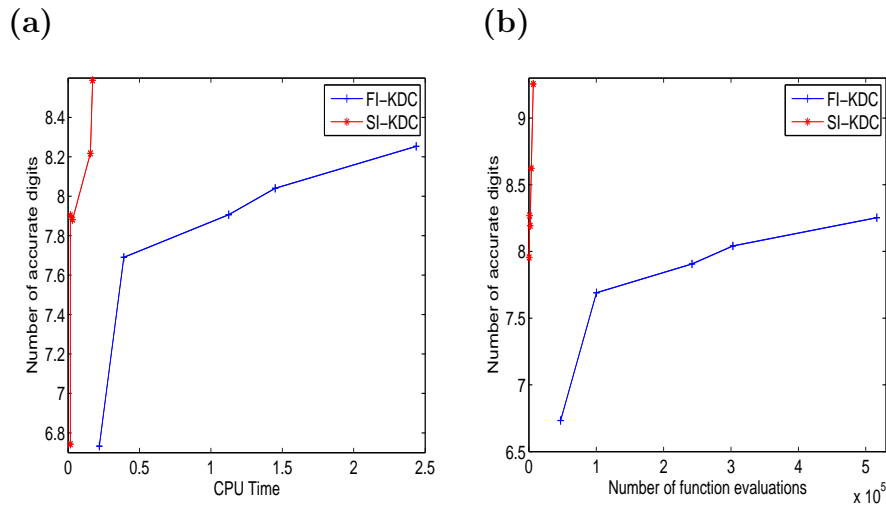 (a)
8.4
8.2
8
7.8
7.6
7.4
7.2
7
6.8
Number of accurate digits
0
0.5
1
1.5
2
2.5
CPU Time
FI−KDC
SI−KDC
(b)
9
8.5
8
7.5
7
6.5
Number of accurate digits
0
1
2
3
4
5
x 10^5
Number of function evaluations
FI−KDC
SI−KDC